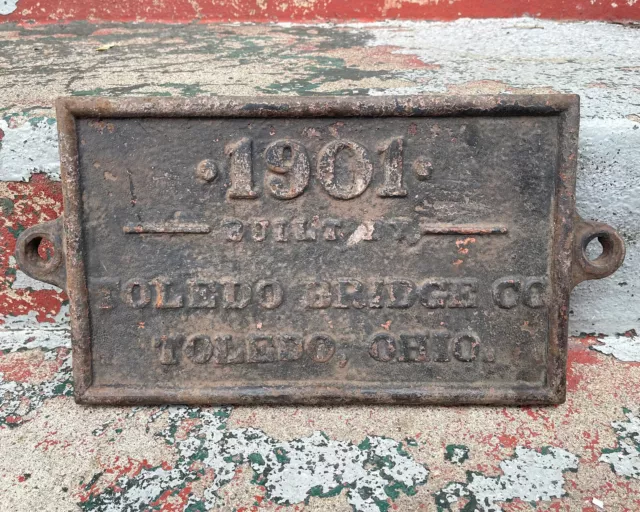 · 1901 ·
BUILT BY
TOLEDO BRIDGE CO
TOLEDO, OHIO.